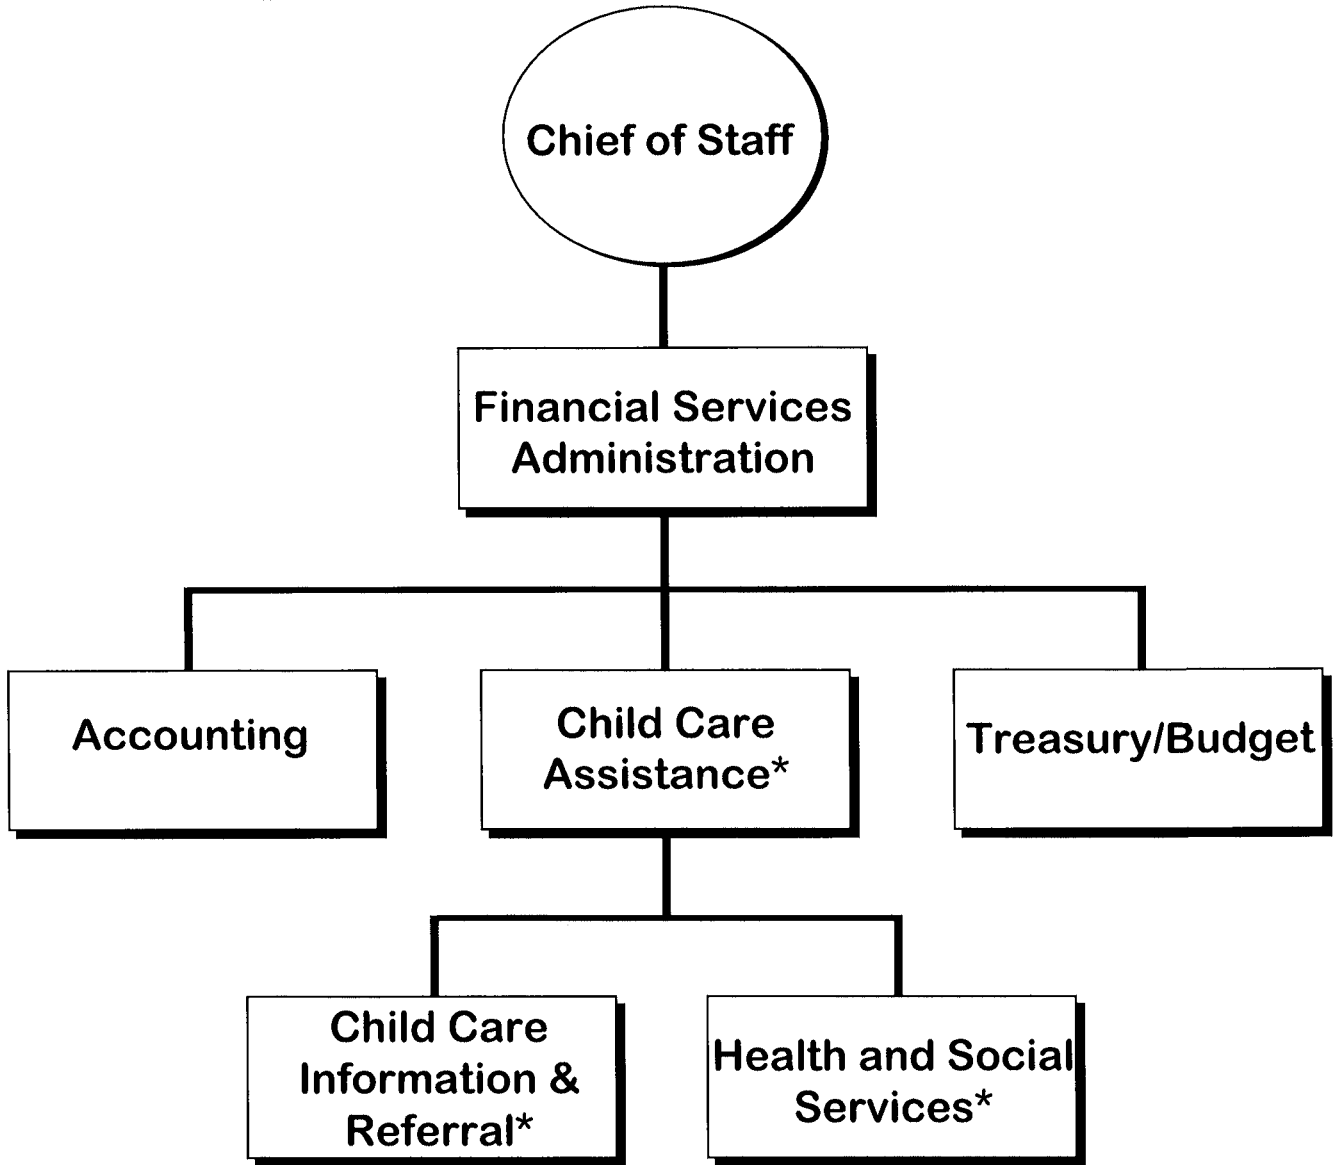 Chief of Staff
Financial Services
Administration
Accounting
Child Care
Assistance*
Treasury/Budget
Child Care
Information &
Referral*
Health and Social
Services*